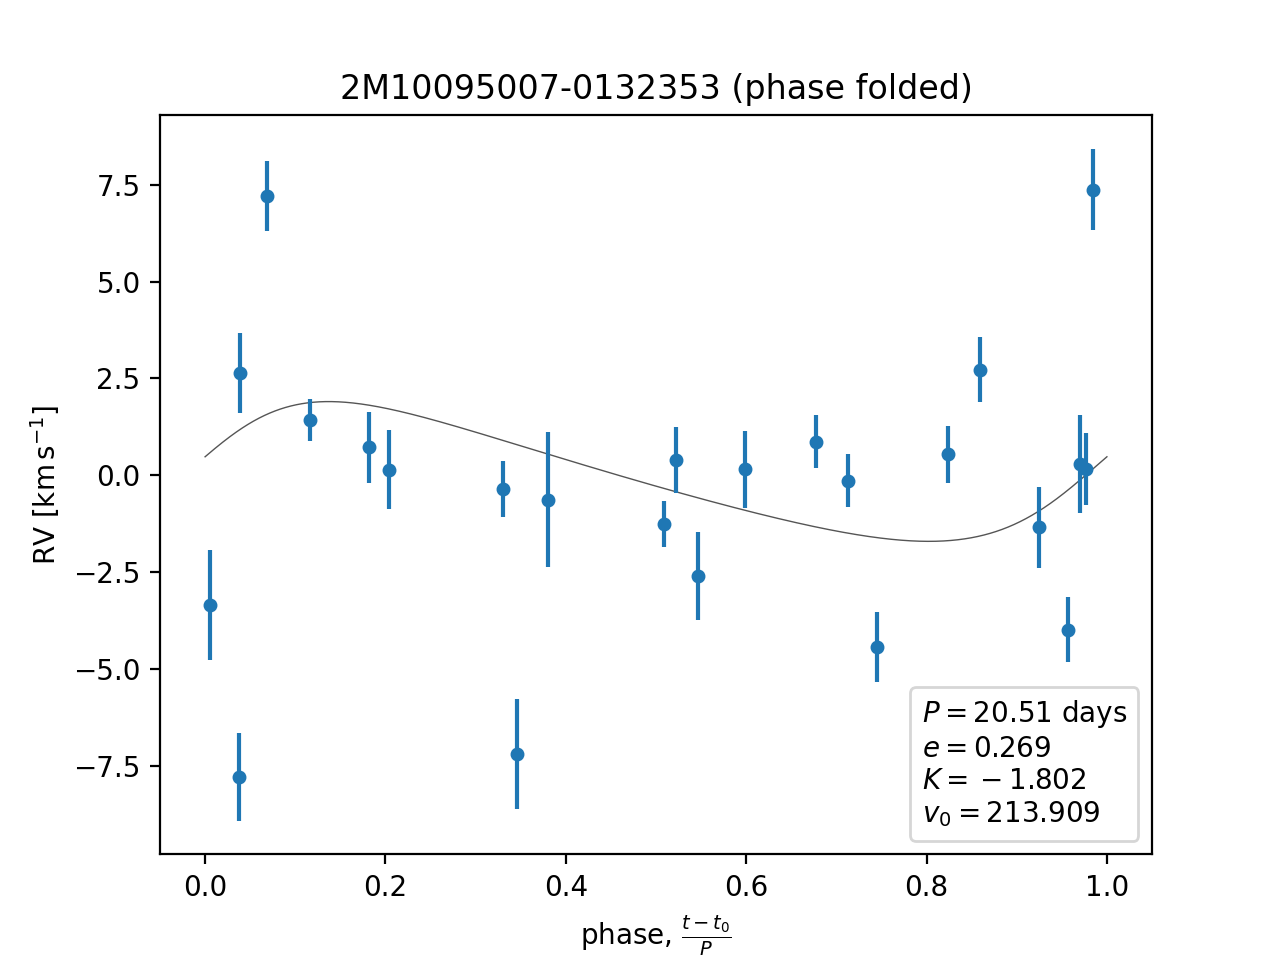 2M10095007-0132353 (phase folded)
7.5
5.0
2.5
0.0
−2.5
−5.0
−7.5
RV [km s⁻¹]
P = 20.51 days
e = 0.269
K = −1.802
v₀ = 213.909
0.0 0.2 0.4 0.6 0.8 1.0
phase, (t − t₀)/P